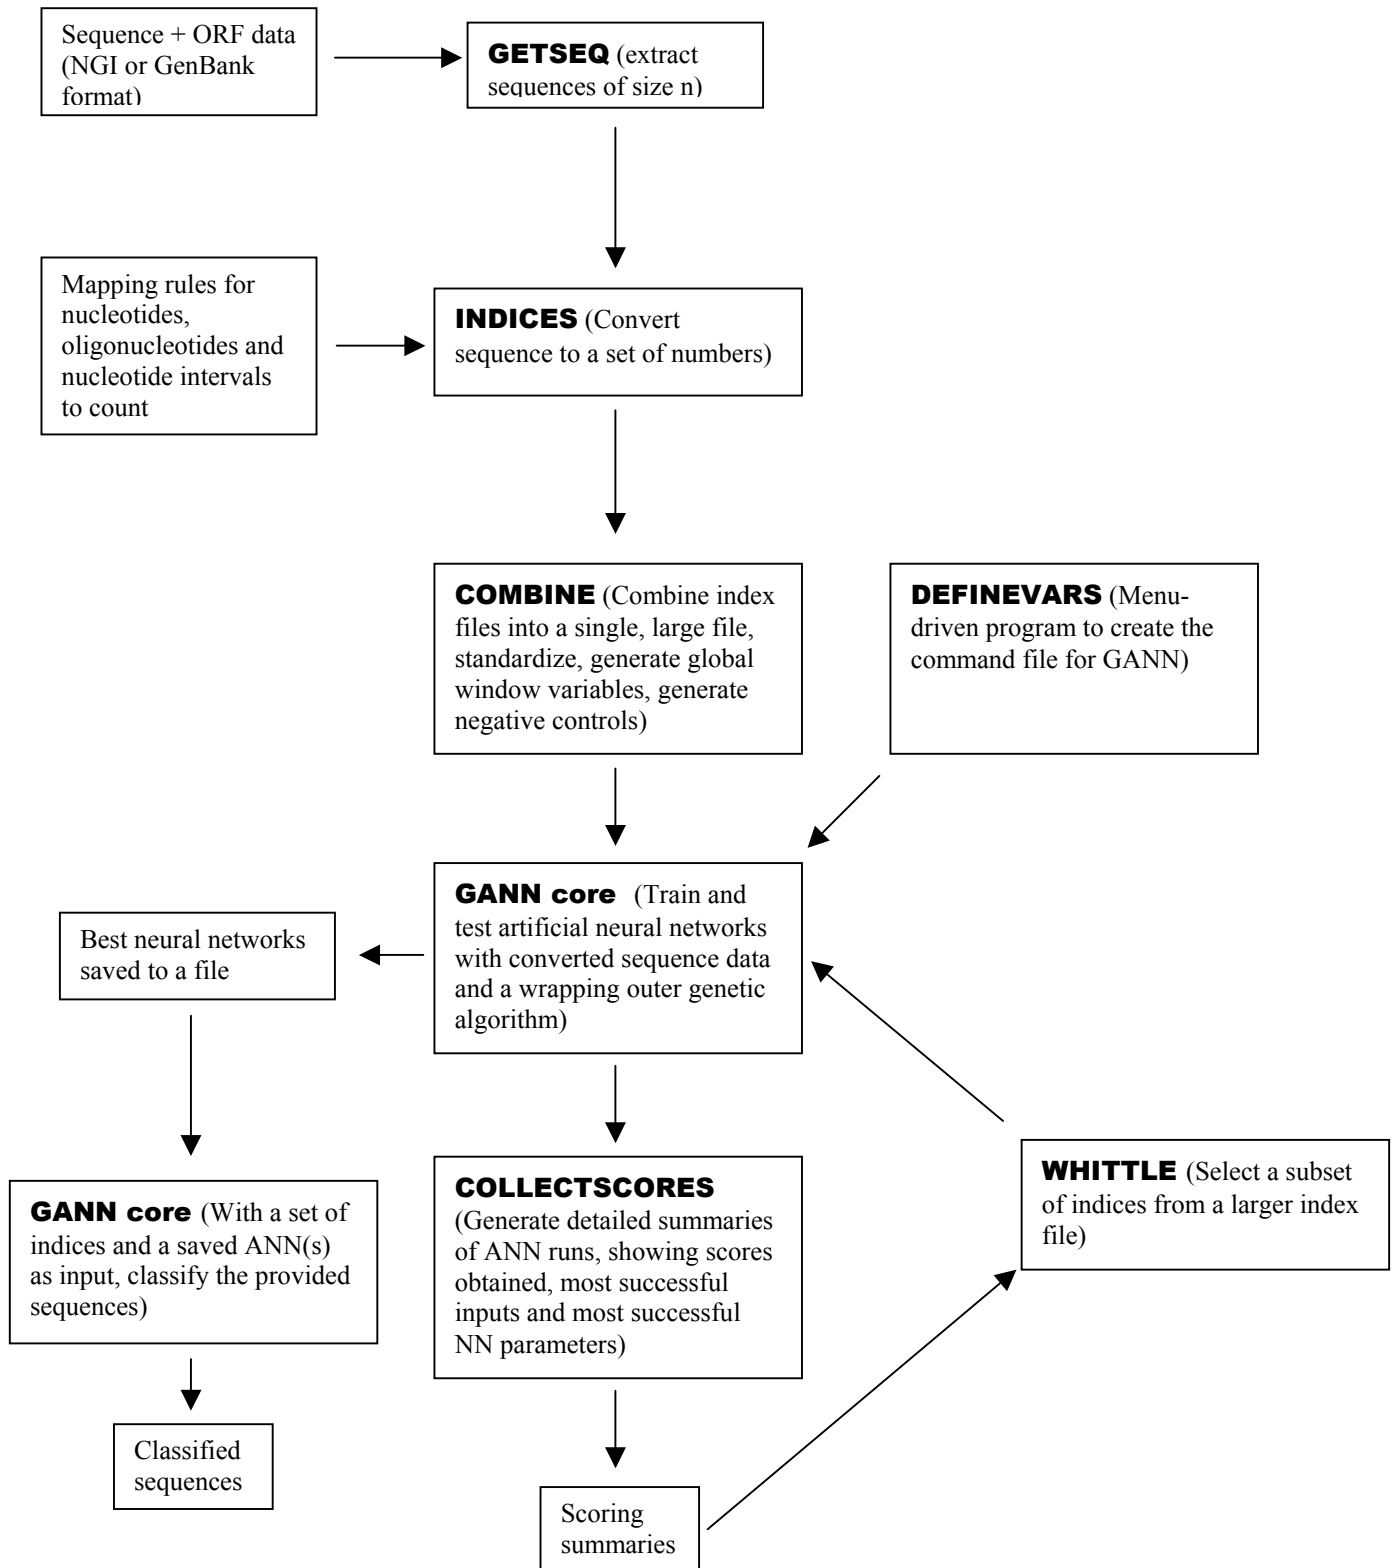 Sequence + ORF data
(NGI or GenBank
format)
GETSEQ (extract
sequences of size n)
Mapping rules for
nucleotides,
oligonucleotides and
nucleotide intervals
to count
INDICES (Convert
sequence to a set of numbers)
COMBINE (Combine index
files into a single, large file,
standardize, generate global
window variables, generate
negative controls)
DEFINEVARS (Menu-
driven program to create the
command file for GANN)
GANN core (Train and
test artificial neural networks
with converted sequence data
and a wrapping outer genetic
algorithm)
Best neural networks
saved to a file
WHITTLE (Select a subset
of indices from a larger index
file)
GANN core (With a set of
indices and a saved ANN(s)
as input, classify the provided
sequences)
COLLECTSCORES
(Generate detailed summaries
of ANN runs, showing scores
obtained, most successful
inputs and most successful
NN parameters)
Classified
sequences
Scoring
summaries